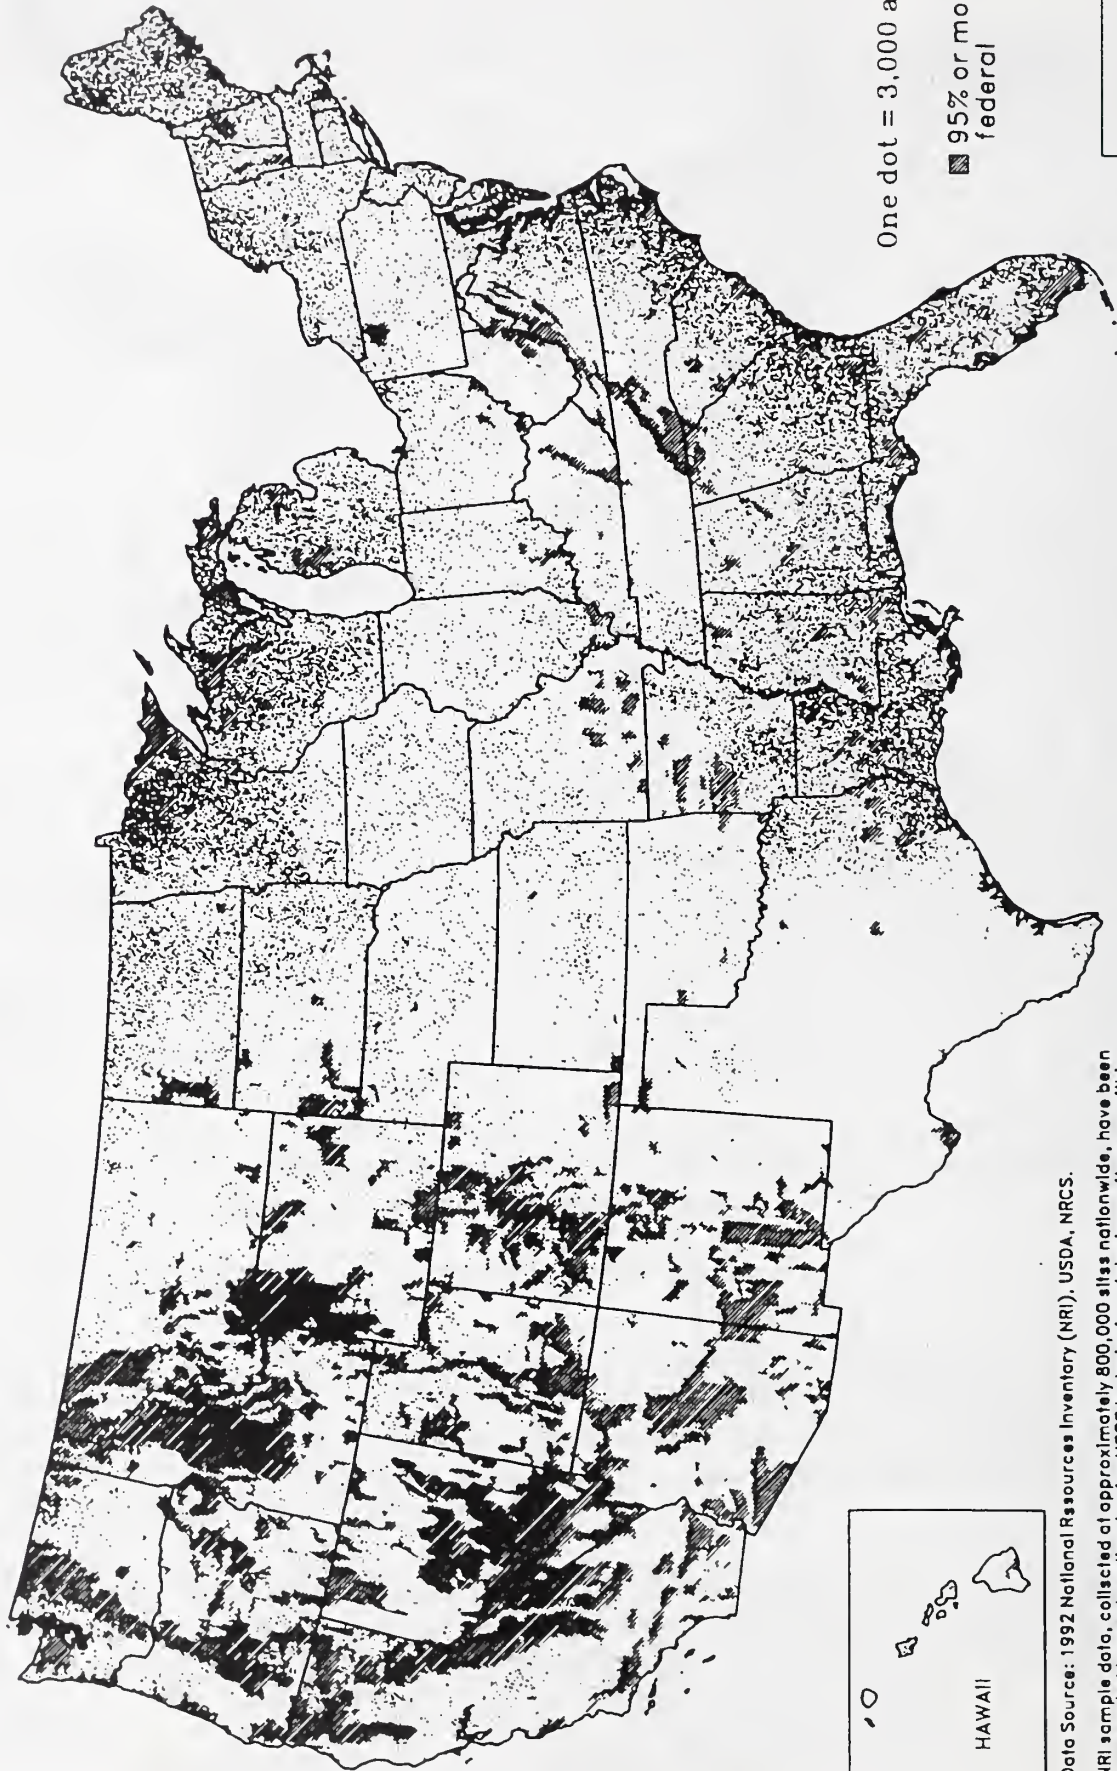 One dot = 3,000 a
95% or mo
federal
HAWAII
Data Source: 1992 National Resources Inventory (NRI), USDA, NRCS.
NRI sample data, collected at approximately 800,000 sites nationwide, have been